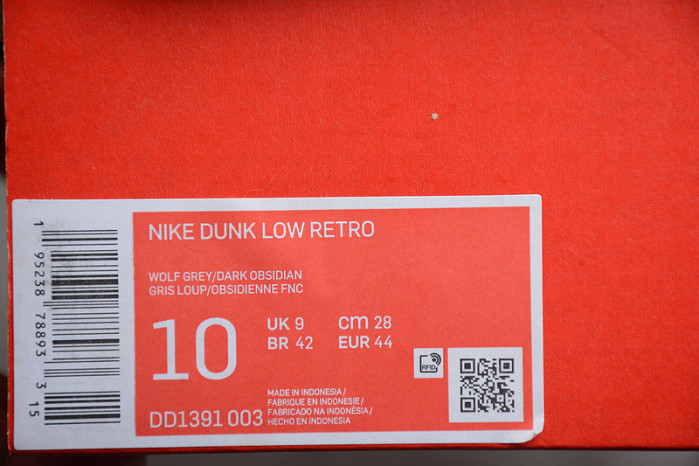 1 95238 78893 3 15
NIKE DUNK LOW RETRO
WOLF GREY/DARK OBSIDIAN
GRIS LOUP/OBSIDIENNE FNC
10
UK 9 cm 28
BR 42 EUR 44
RFID
DD1391 003
MADE IN INDONESIA /
FABRIQUE EN INDONESIE /
FABRICADO NA INDONÉSIA /
HECHO EN INDONESIA